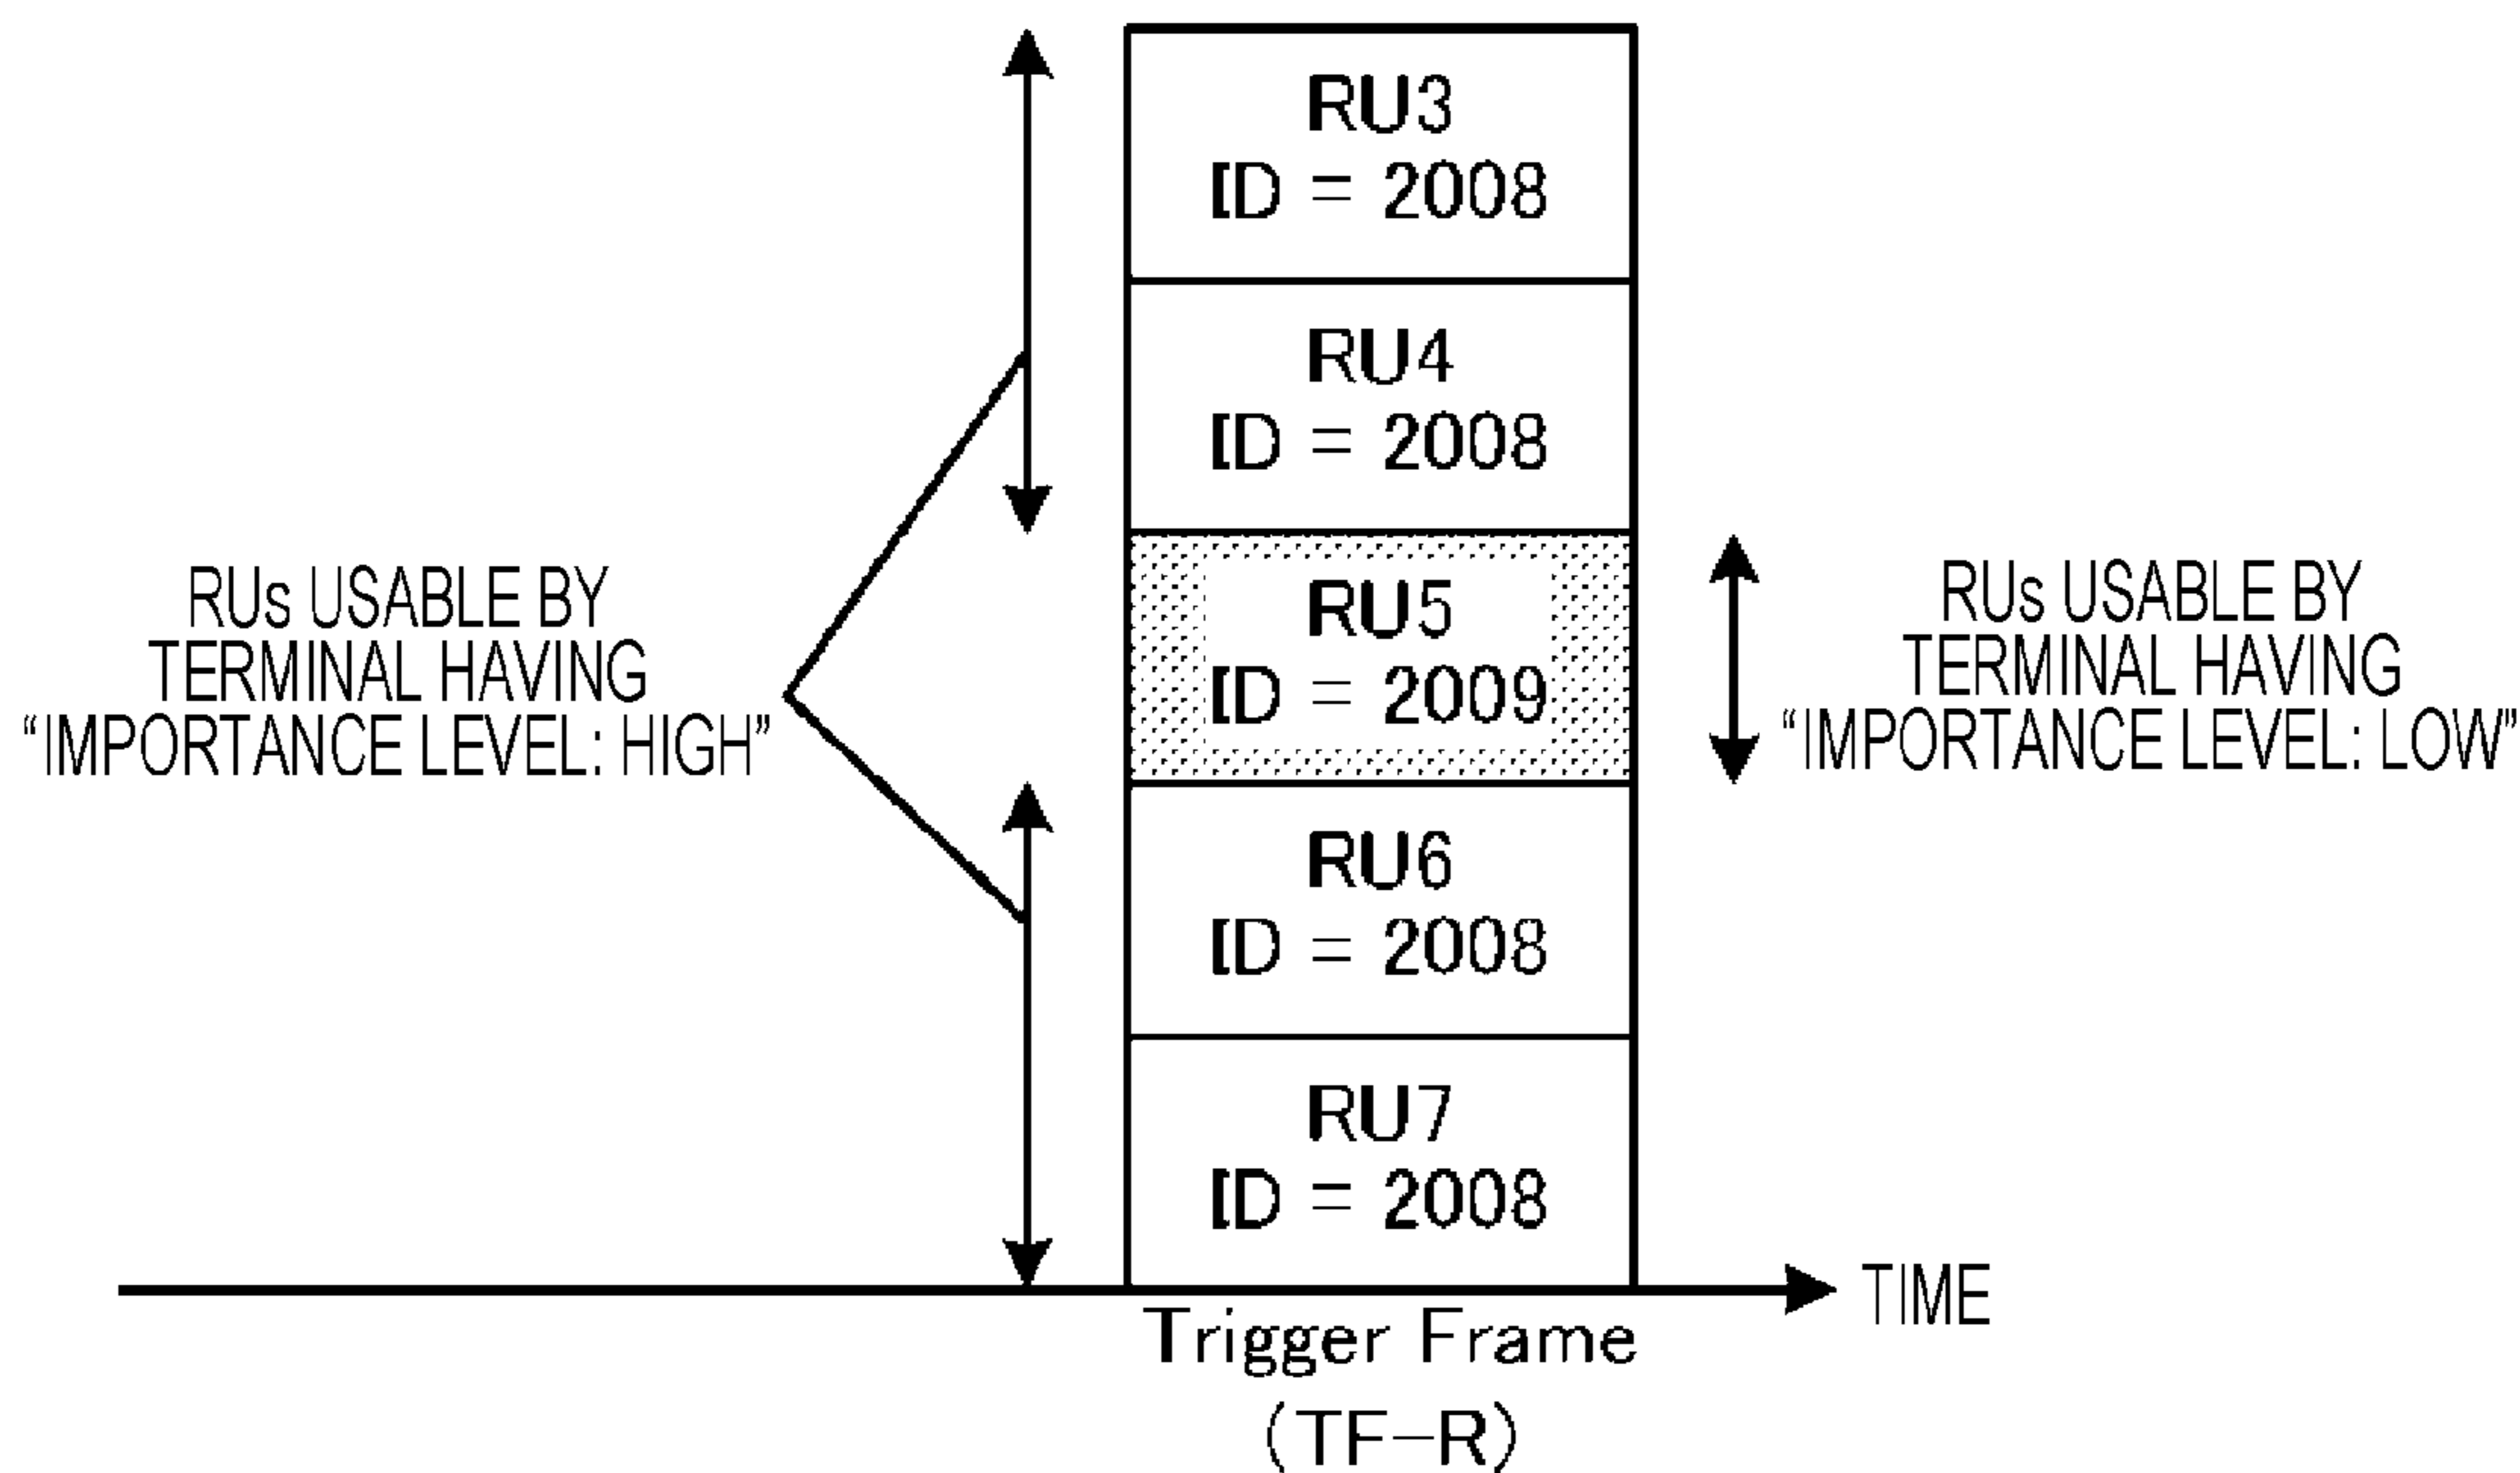 RU3
ID = 2008
RU4
ID = 2008
RUs USABLE BY
TERMINAL HAVING
“IMPORTANCE LEVEL: HIGH”
RU5
ID = 2009
RUs USABLE BY
TERMINAL HAVING
“IMPORTANCE LEVEL: LOW”
RU6
ID = 2008
RU7
ID = 2008
TIME
Trigger Frame
(TF-R)